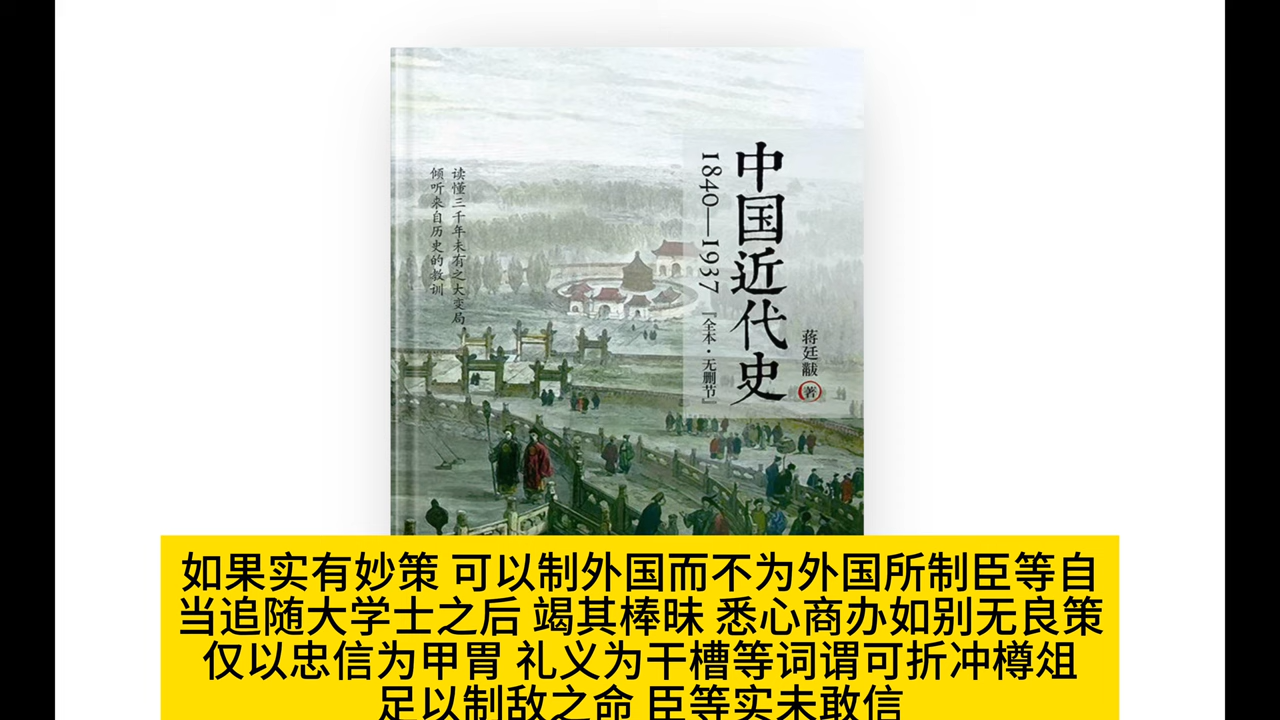 中国近代史
1840—1937
『全本·无删节』
蒋廷黻 著
读懂三千年未有之大变局，
倾听来自历史的教训
如果实有妙策 可以制外国而不为外国所制臣等自
当追随大学士之后 竭其棒昧 悉心商办如别无良策
仅以忠信为甲胃 礼义为干槽等词谓可折冲樽俎
足以制敌之命 臣等实未敢信